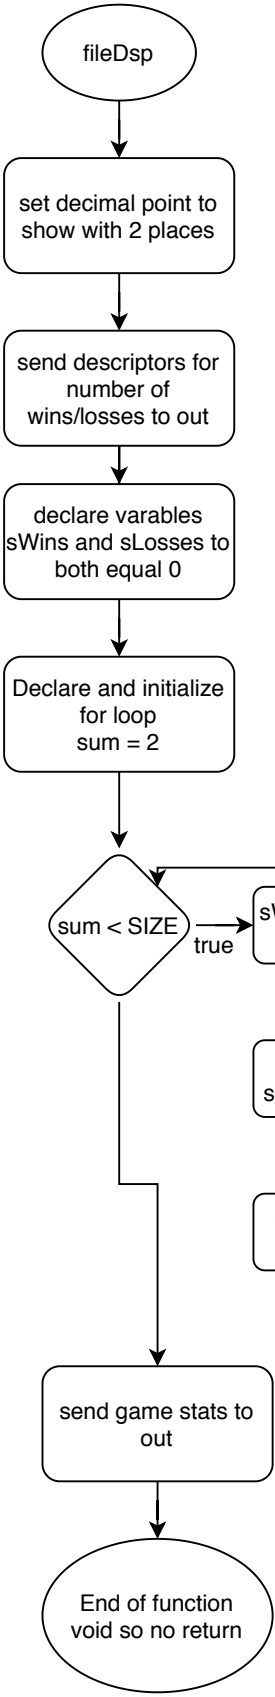 fileDsp
set decimal point to
show with 2 places
send descriptors for
number of
wins/losses to out
declare varables
sWins and sLosses to
both equal 0
Declare and initialize
for loop
sum = 2
sum < SIZE
true
send game stats to
out
End of function
void so no return